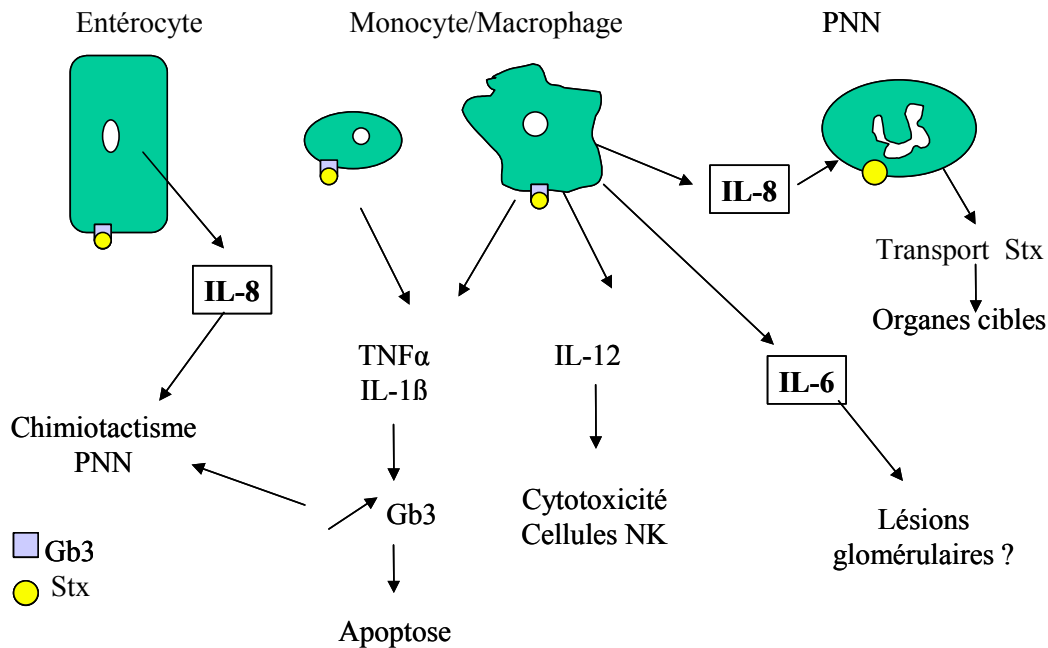 Entérocyte
Monocyte/Macrophage
PNN
IL-8
IL-8
Transport Stx
Organes cibles
TNFα
IL-1ß
IL-12
IL-6
Chimiotactisme
PNN
Gb3
Cytotoxicité
Cellules NK
Lésions
glomérulaires ?
Gb3
Stx
Apoptose